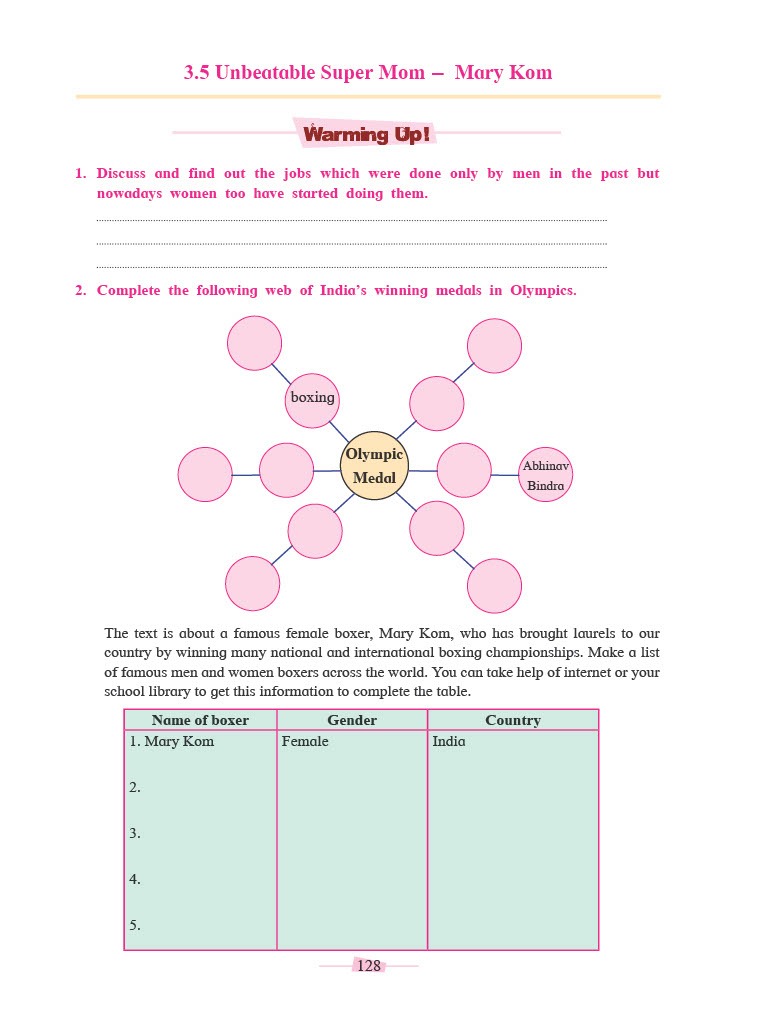 3.5 Unbeatable Super Mom – Mary Kom
Warming Up!
1. Discuss and find out the jobs which were done only by men in the past but
nowadays women too have started doing them.
2. Complete the following web of India's winning medals in Olympics.
boxing
Olympic
Medal
Abhinav
Bindra
The text is about a famous female boxer, Mary Kom, who has brought laurels to our
country by winning many national and international boxing championships. Make a list
of famous men and women boxers across the world. You can take help of internet or your
school library to get this information to complete the table.
Name of boxer Gender Country
1. Mary Kom Female India
2.
3.
4.
5.
128